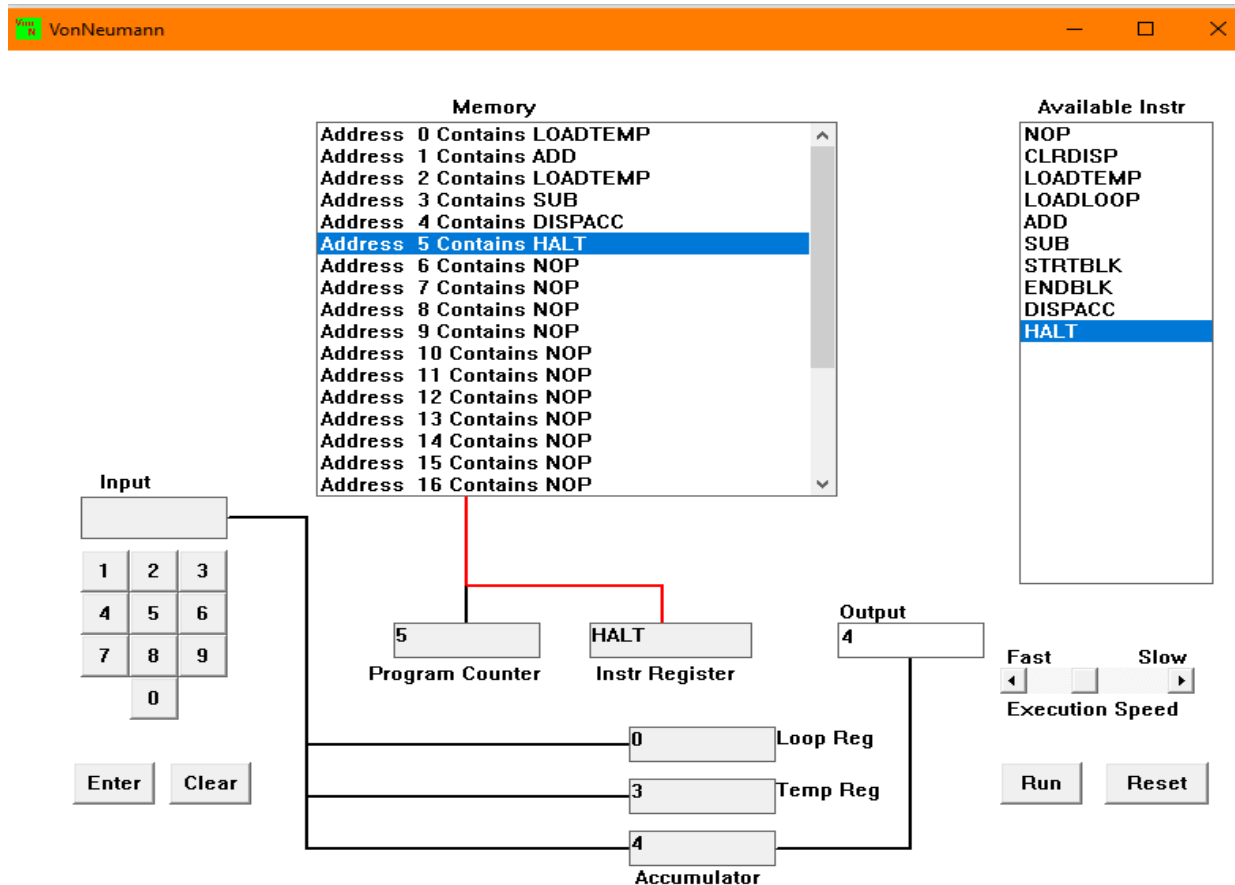 Von N VonNeumann
Memory
Address 0 Contains LOADTEMP
Address 1 Contains ADD
Address 2 Contains LOADTEMP
Address 3 Contains SUB
Address 4 Contains DISPACC
Address 5 Contains HALT
Address 6 Contains NOP
Address 7 Contains NOP
Address 8 Contains NOP
Address 9 Contains NOP
Address 10 Contains NOP
Address 11 Contains NOP
Address 12 Contains NOP
Address 13 Contains NOP
Address 14 Contains NOP
Address 15 Contains NOP
Address 16 Contains NOP
Available Instr
NOP
CLRDISP
LOADTEMP
LOADLOOP
ADD
SUB
STRTBLK
ENDBLK
DISPACC
HALT
Input
1 2 3
4 5 6
7 8 9
0
Enter Clear
5
Program Counter
HALT
Instr Register
Output
4
Fast Slow
Execution Speed
0 Loop Reg
3 Temp Reg
4
Accumulator
Run Reset